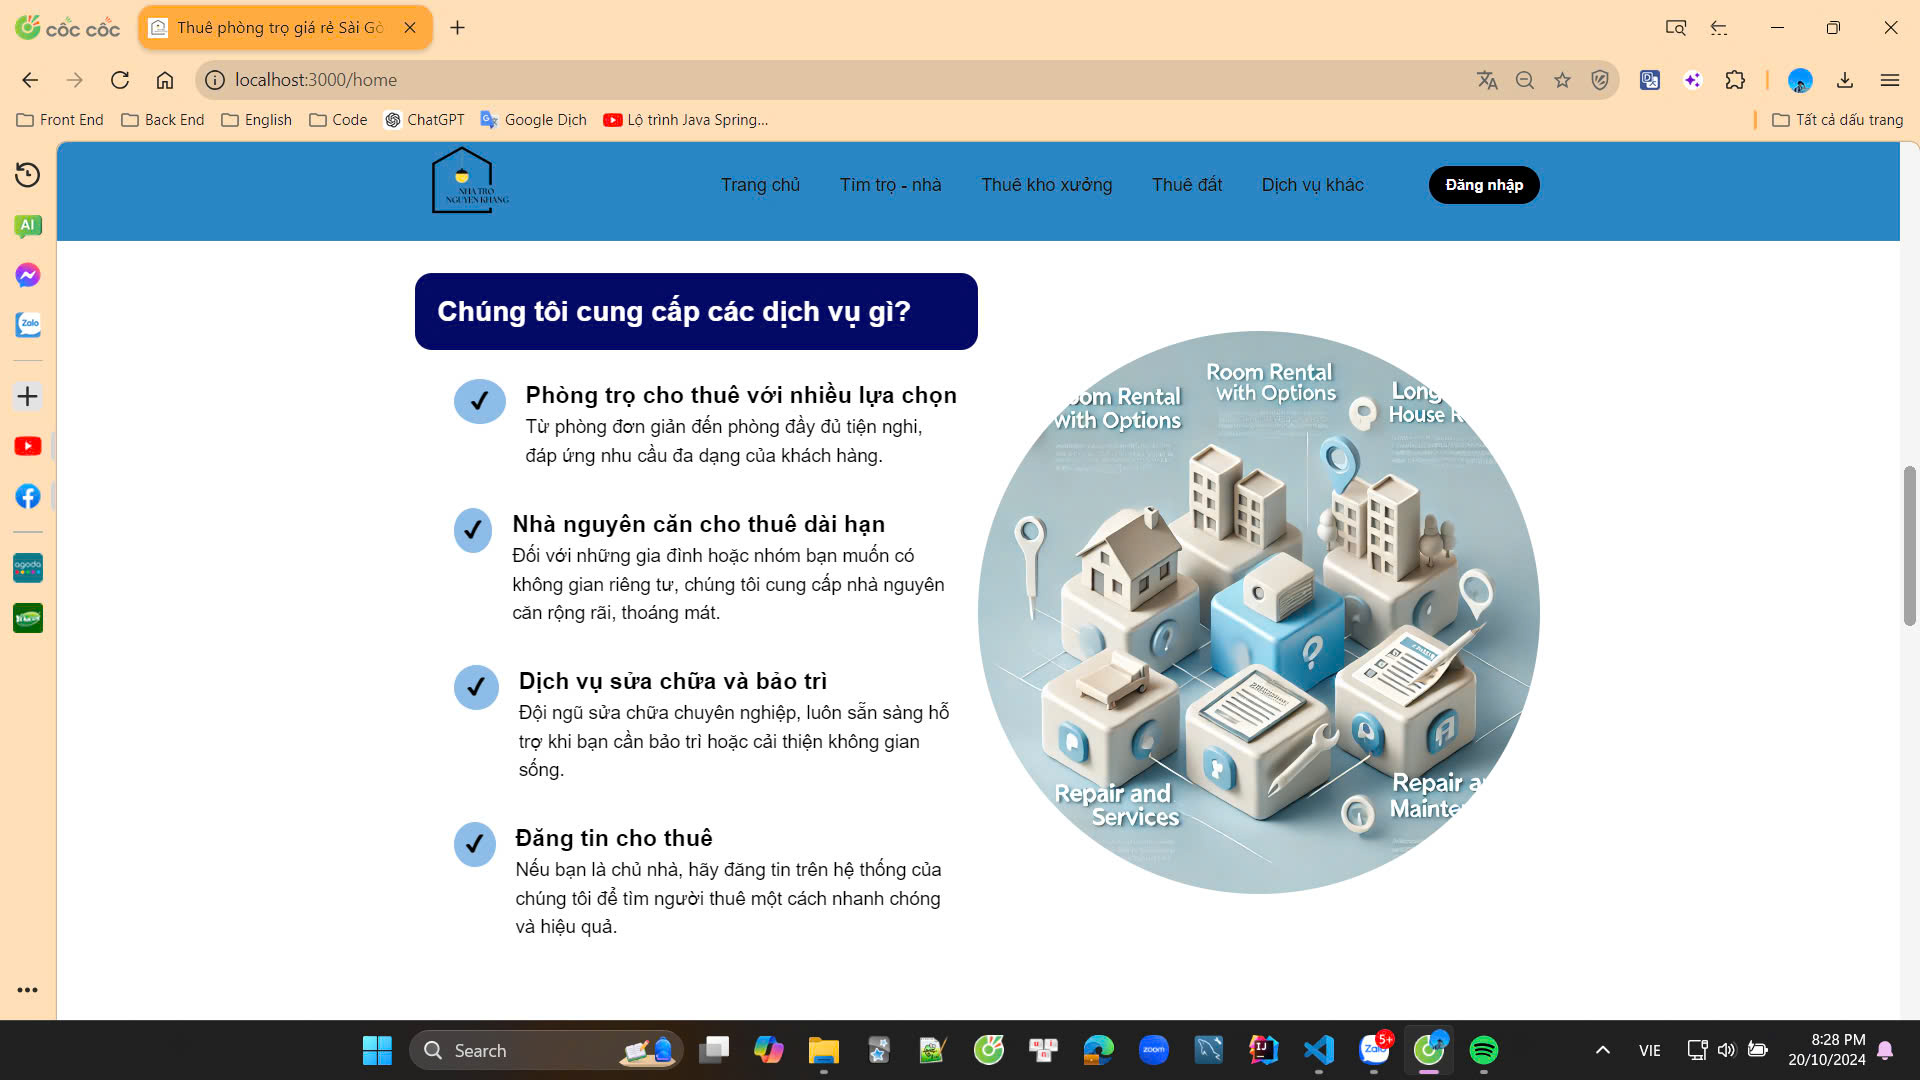 cốc cốc
Thuê phòng trọ giá rẻ Sài Gò
localhost:3000/home
Front End
Back End
English
Code
ChatGPT
Google Dịch
Lộ trình Java Spring...
Tất cả dấu trang
AI
Zalo
agoda
NHÀ TRỌ
NGUYÊN KHANG
Trang chủ
Tìm trọ - nhà
Thuê kho xưởng
Thuê đất
Dịch vụ khác
Đăng nhập
Chúng tôi cung cấp các dịch vụ gì?
Phòng trọ cho thuê với nhiều lựa chọn
Từ phòng đơn giản đến phòng đầy đủ tiện nghi,
đáp ứng nhu cầu đa dạng của khách hàng.
Nhà nguyên căn cho thuê dài hạn
Đối với những gia đình hoặc nhóm bạn muốn có
không gian riêng tư, chúng tôi cung cấp nhà nguyên
căn rộng rãi, thoáng mát.
Dịch vụ sửa chữa và bảo trì
Đội ngũ sửa chữa chuyên nghiệp, luôn sẵn sàng hỗ
trợ khi bạn cần bảo trì hoặc cải thiện không gian
sống.
Đăng tin cho thuê
Nếu bạn là chủ nhà, hãy đăng tin trên hệ thống của
chúng tôi để tìm người thuê một cách nhanh chóng
và hiệu quả.
oom Rental
with Options
Room Rental
with Options
Long
House R
Repair and
Services
Repair a
Mainte
Search
zoom
IJ
Zalo
5+
VIE
8:28 PM
20/10/2024